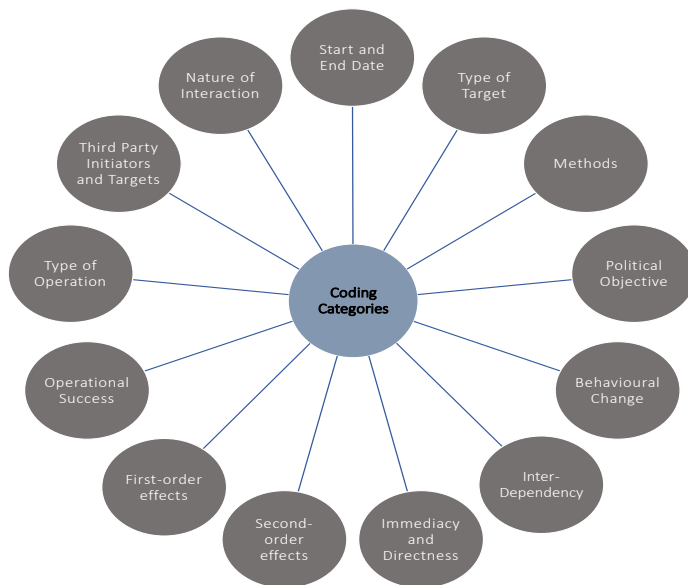 Start and
End Date
Type of
Target
Methods
Political
Objective
Behavioural
Change
Inter-
Dependency
Immediacy
and
Directness
Second-
order
effects
First-order
effects
Operational
Success
Type of
Operation
Third Party
Initiators
and Targets
Nature of
Interaction
Coding
Categories